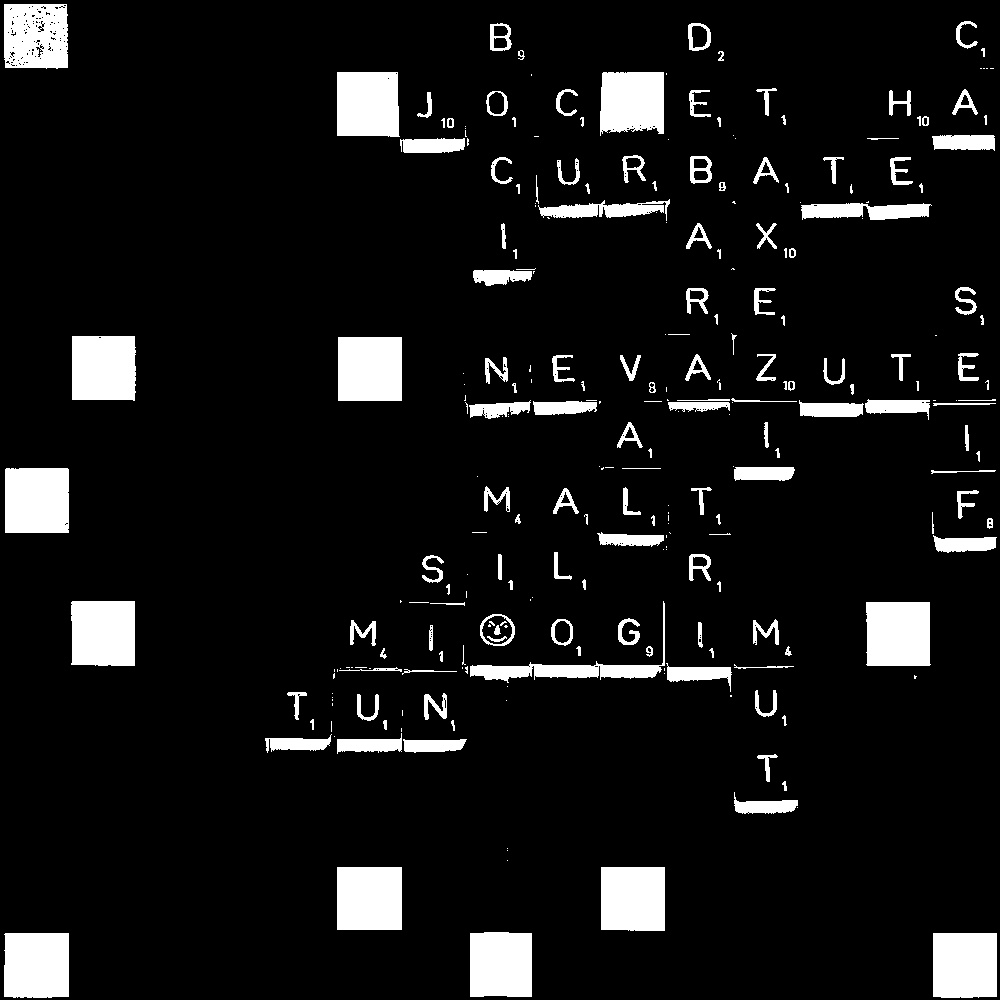 B D C
J O C E T H A
C U R B A T E
I A X
R E S
N E V A Z U T E
A I I
M A L T F
S I L R
M I O G I M
T U N U
T